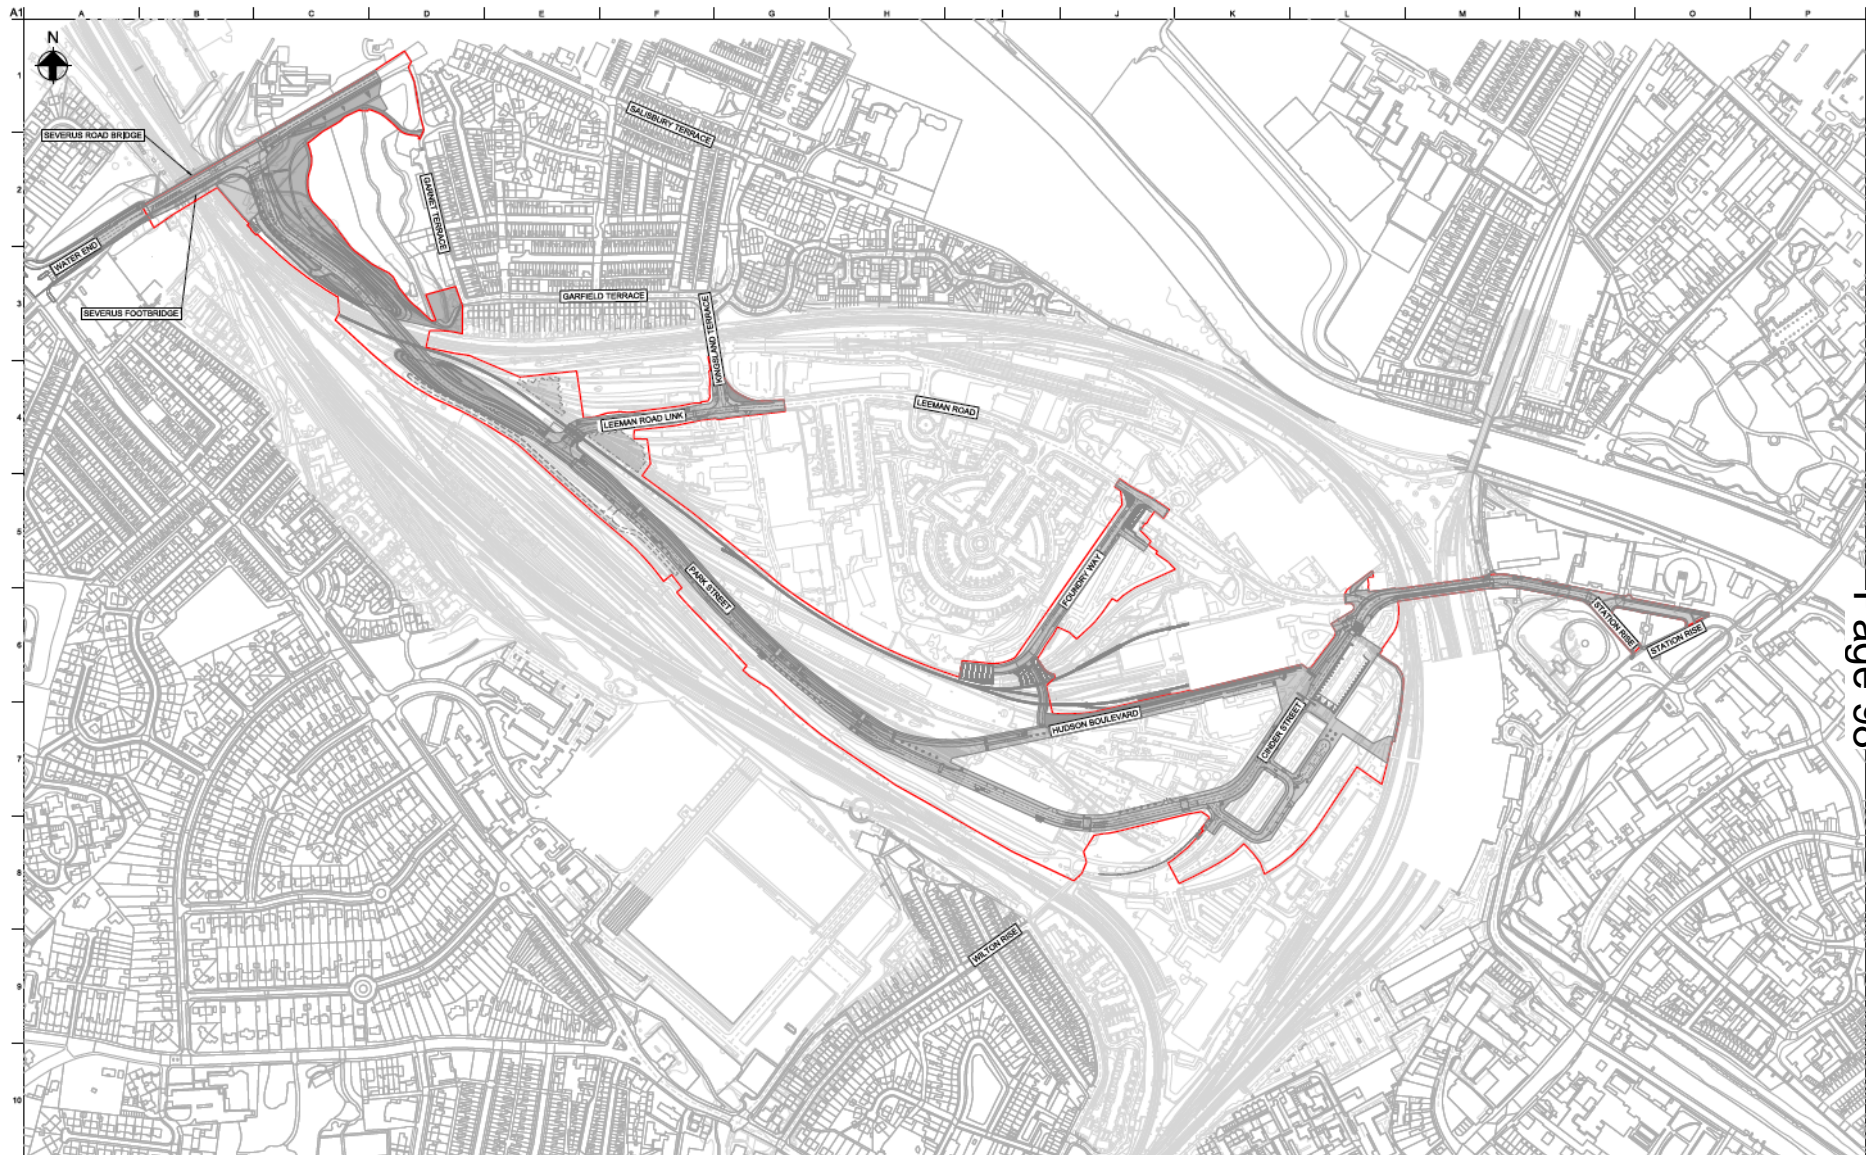 A1
A B C D E F G H I J K L M N O P
N
1
SEVERUS ROAD BRIDGE
SALISBURY TERRACE
2
GARNET TERRACE
WATER END
3
GARFIELD TERRACE
SEVERUS FOOTBRIDGE
KINGSLAND TERRACE
4
LEEMAN ROAD LINK
LEEMAN ROAD
5
PARK STREET
FOUNDRY WAY
STATION RISE
STATION RISE
6
HUDSON BOULEVARD
CINDER STREET
7
8
WILTON RISE
9
10